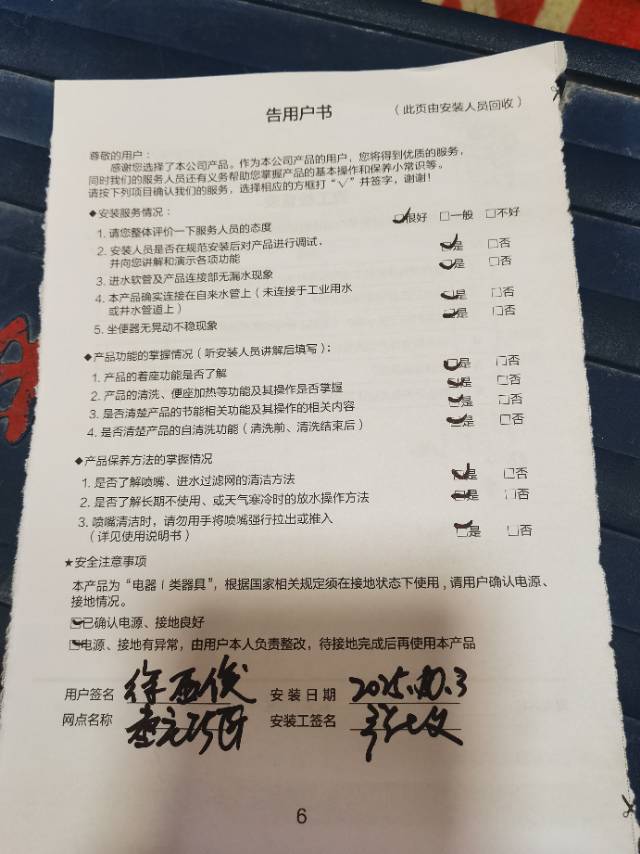 告用户书
（此页由安装人员回收）
尊敬的用户：
感谢您选择了本公司产品。作为本公司产品的用户，您将得到优质的服务，
同时我们的服务人员还有义务帮助您掌握产品的基本操作和保养小常识等。
请按下列项目确认我们的服务，选择相应的方框打“√”并签字，谢谢！
◆安装服务情况：
1. 请您整体评价一下服务人员的态度 ☑很好 □一般 □不好
2. 安装人员是否在规范安装后对产品进行调试， ☑是 □否
并向您讲解和演示各项功能
3. 进水软管及产品连接部无漏水现象 ☑是 □否
4. 本产品确实连接在自来水管上（未连接于工业用水 ☑是 □否
或井水管道上）
5. 坐便器无晃动不稳现象 ☑是 □否
◆产品功能的掌握情况（听安装人员讲解后填写）：
1. 产品的着座功能是否了解 ☑是 □否
2. 产品的清洗、便座加热等功能及其操作是否掌握 ☑是 □否
3. 是否清楚产品的节能相关功能及其操作的相关内容 ☑是 □否
4. 是否清楚产品的自清洗功能（清洗前、清洗结束后） ☑是 □否
◆产品保养方法的掌握情况
1. 是否了解喷嘴、进水过滤网的清洁方法 ☑是 □否
2. 是否了解长期不使用、或天气寒冷时的放水操作方法 ☑是 □否
3. 喷嘴清洁时，请勿用手将喷嘴强行拉出或推入 ☑是 □否
（详见使用说明书）
★安全注意事项
本产品为“电器Ⅰ类器具”，根据国家相关规定须在接地状态下使用，请用户确认电源、
接地情况。
☑已确认电源、接地良好
☑电源、接地有异常，由用户本人负责整改，待接地完成后再使用本产品
用户签名 徐 俊 安装日期 2025.10.3
网点名称 安装工签名
6